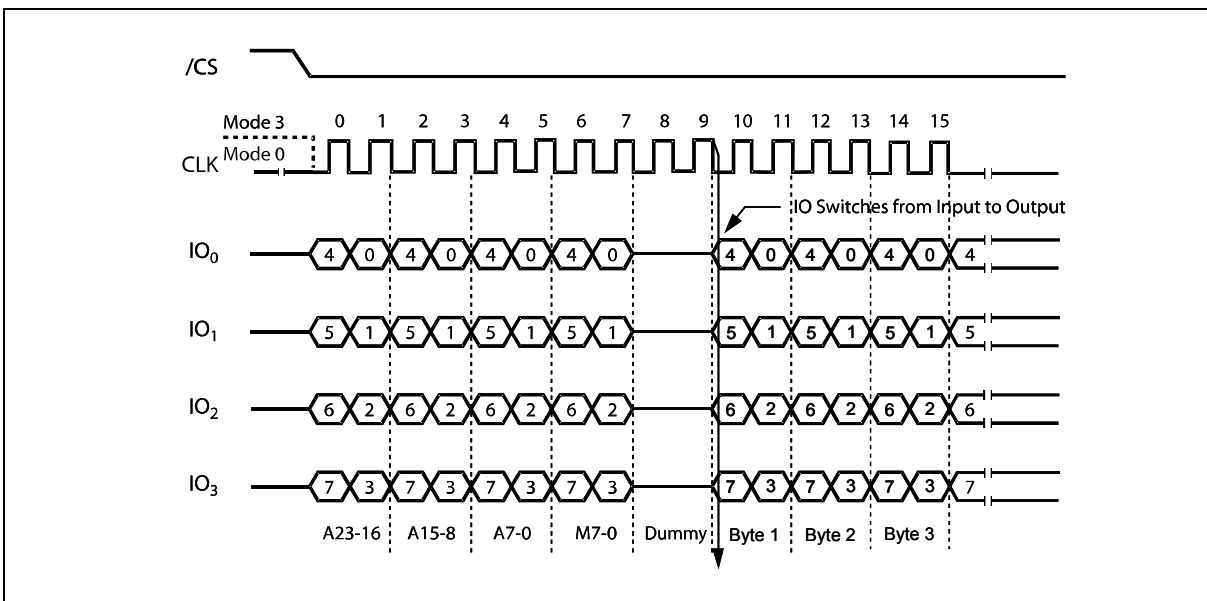 /CS
Mode 3 0 1 2 3 4 5 6 7 8 9 10 11 12 13 14 15
CLK Mode 0
IO Switches from Input to Output
IO0 4 0 4 0 4 0 4 0 4 0 4 0 4 0 4
IO1 5 1 5 1 5 1 5 1 5 1 5 1 5 1 5
IO2 6 2 6 2 6 2 6 2 6 2 6 2 6 2 6
IO3 7 3 7 3 7 3 7 3 7 3 7 3 7 3 7
A23-16 A15-8 A7-0 M7-0 Dummy Byte 1 Byte 2 Byte 3